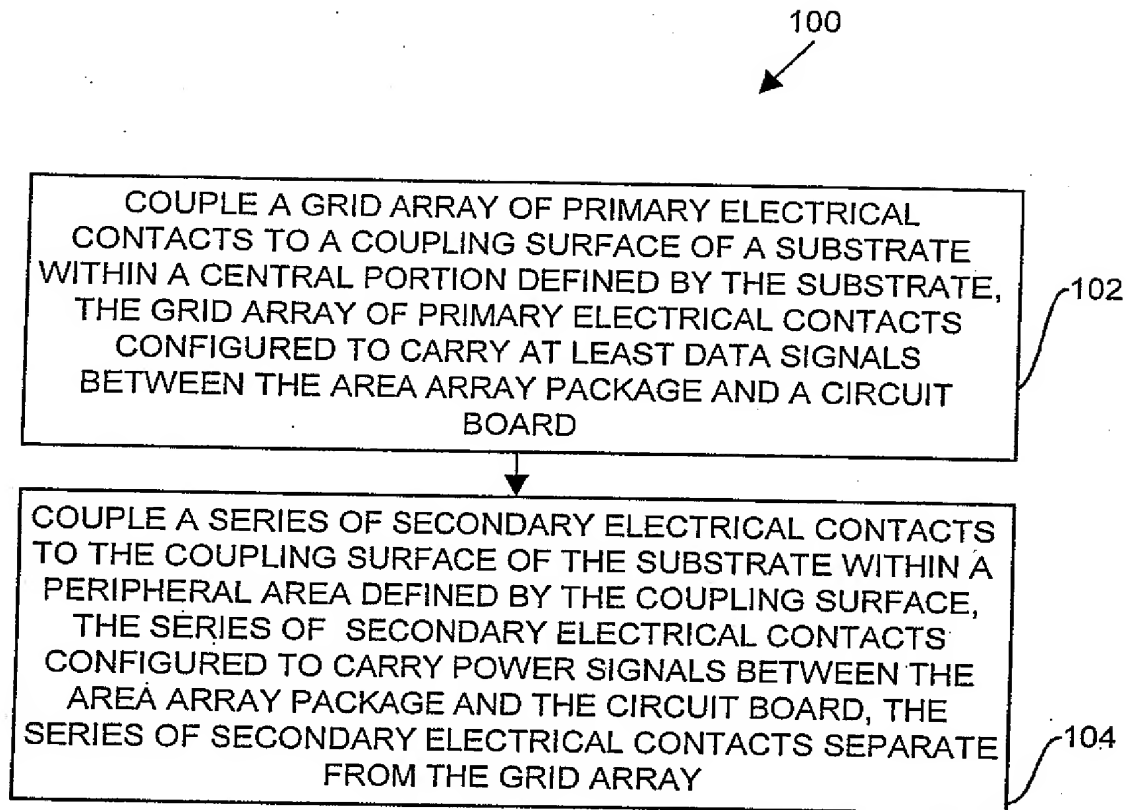 100
COUPLE A GRID ARRAY OF PRIMARY ELECTRICAL
CONTACTS TO A COUPLING SURFACE OF A SUBSTRATE
WITHIN A CENTRAL PORTION DEFINED BY THE SUBSTRATE,
THE GRID ARRAY OF PRIMARY ELECTRICAL CONTACTS
CONFIGURED TO CARRY AT LEAST DATA SIGNALS
BETWEEN THE AREA ARRAY PACKAGE AND A CIRCUIT
BOARD
102
COUPLE A SERIES OF SECONDARY ELECTRICAL CONTACTS
TO THE COUPLING SURFACE OF THE SUBSTRATE WITHIN A
PERIPHERAL AREA DEFINED BY THE COUPLING SURFACE,
THE SERIES OF SECONDARY ELECTRICAL CONTACTS
CONFIGURED TO CARRY POWER SIGNALS BETWEEN THE
AREA ARRAY PACKAGE AND THE CIRCUIT BOARD, THE
SERIES OF SECONDARY ELECTRICAL CONTACTS SEPARATE
FROM THE GRID ARRAY
104